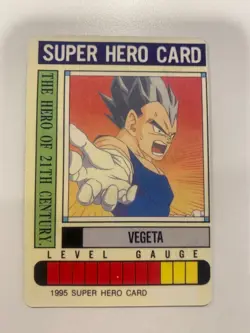 SUPER HERO CARD
THE HERO OF 21TH CENTURY.
VEGETA
LEVEL GAUGE
1995 SUPER HERO CARD